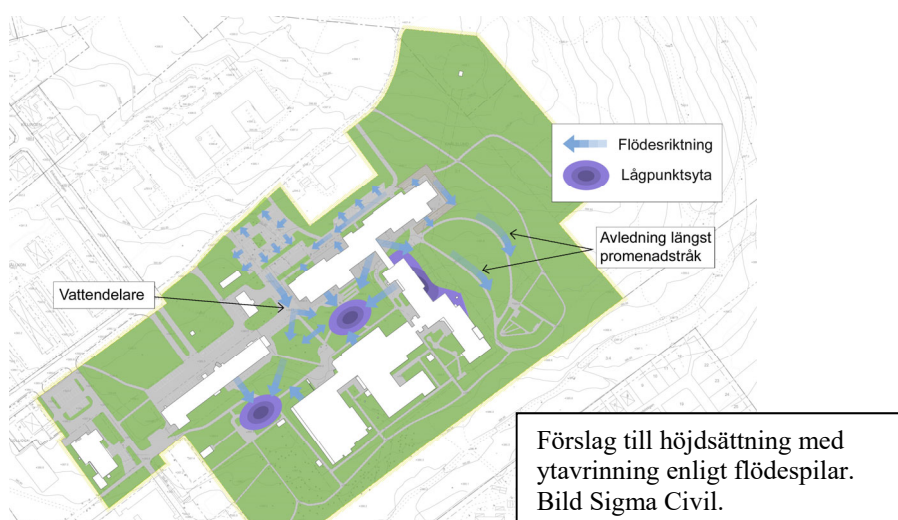 Flödesriktning
Lågpunktsyta
Avledning längst
promenadstråk
Vattendelare
Förslag till höjdsättning med
ytavrinning enligt flödespilar.
Bild Sigma Civil.